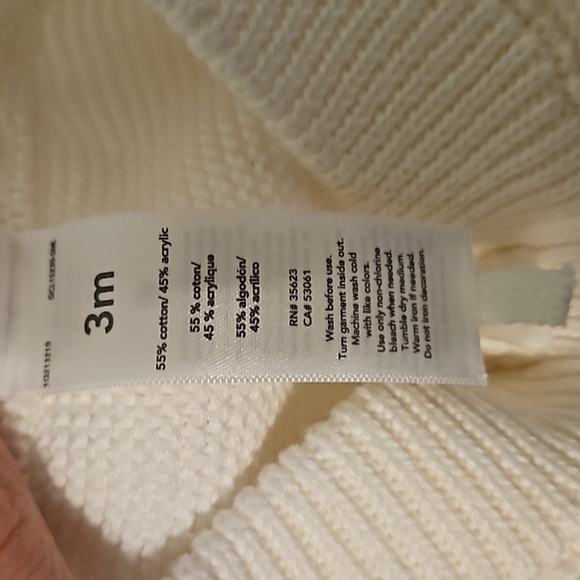 3m
55% cotton/ 45% acrylic
55 % coton/
45 % acrylique
55% algodón/
45% acrílico
RN# 35623
CA# 53061
Wash before use.
Turn garment inside out.
Machine wash cold
with like colors.
Use only non-chlorine
bleach when needed.
Tumble dry medium.
Warm iron if needed.
Do not iron decoration.